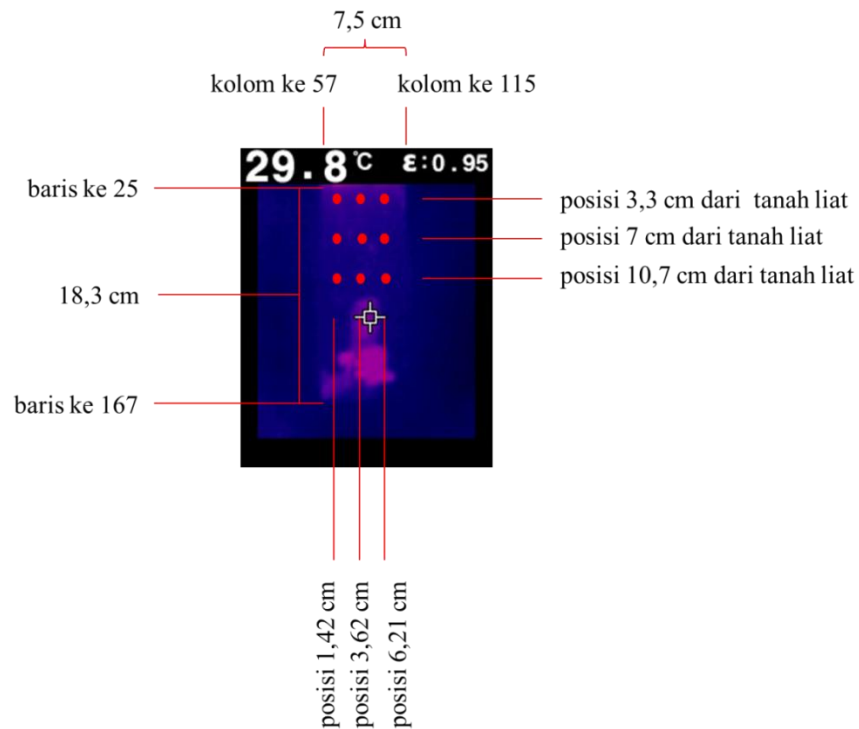 7,5 cm
kolom ke 57
kolom ke 115
29.8°C ε:0.95
baris ke 25
posisi 3,3 cm dari tanah liat
posisi 7 cm dari tanah liat
posisi 10,7 cm dari tanah liat
18,3 cm
baris ke 167
posisi 1,42 cm
posisi 3,62 cm
posisi 6,21 cm